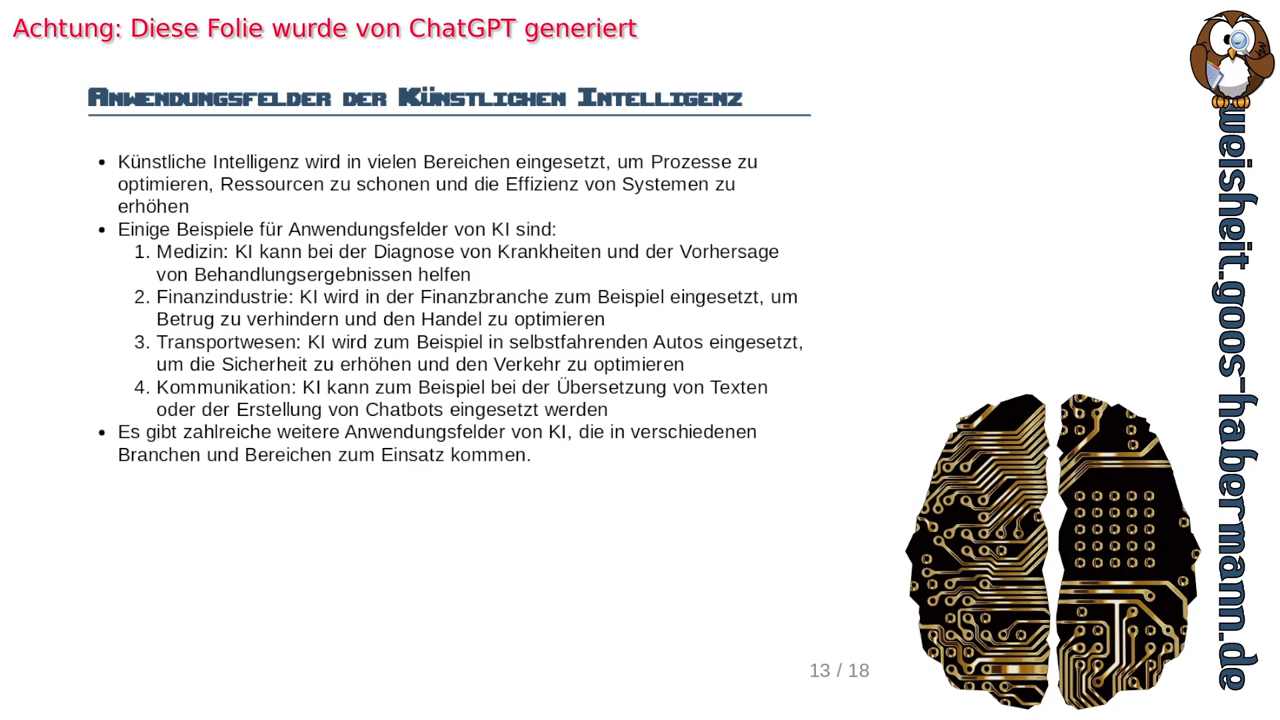 Achtung: Diese Folie wurde von ChatGPT generiert
Anwendungsfelder der Künstlichen Intelligenz
• Künstliche Intelligenz wird in vielen Bereichen eingesetzt, um Prozesse zu
optimieren, Ressourcen zu schonen und die Effizienz von Systemen zu
erhöhen
• Einige Beispiele für Anwendungsfelder von KI sind:
1. Medizin: KI kann bei der Diagnose von Krankheiten und der Vorhersage
von Behandlungsergebnissen helfen
2. Finanzindustrie: KI wird in der Finanzbranche zum Beispiel eingesetzt, um
Betrug zu verhindern und den Handel zu optimieren
3. Transportwesen: KI wird zum Beispiel in selbstfahrenden Autos eingesetzt,
um die Sicherheit zu erhöhen und den Verkehr zu optimieren
4. Kommunikation: KI kann zum Beispiel bei der Übersetzung von Texten
oder der Erstellung von Chatbots eingesetzt werden
• Es gibt zahlreiche weitere Anwendungsfelder von KI, die in verschiedenen
Branchen und Bereichen zum Einsatz kommen.
13 / 18
weisheit.goos-habermann.de